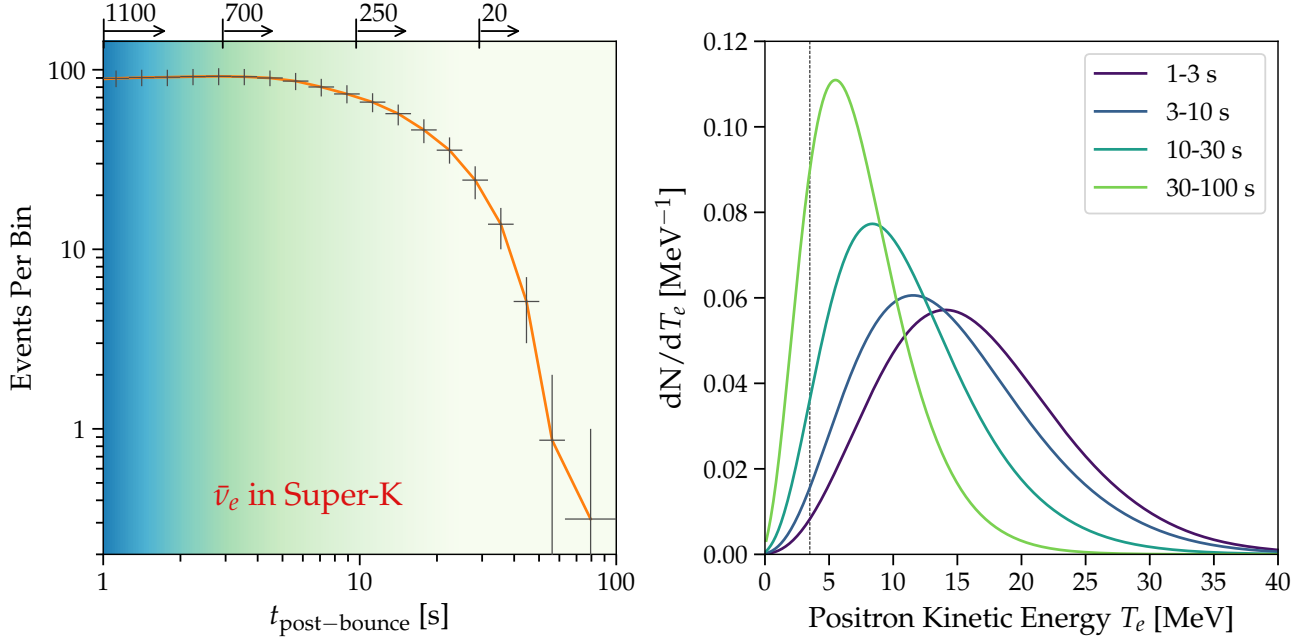 1100 700 250 20
100
10
1
Events Per Bin
ν̄e in Super-K
1 10 100
tpost−bounce [s]
0.12
0.10
0.08
0.06
0.04
0.02
0.00
dN/dTe [MeV−1]
1-3 s
3-10 s
10-30 s
30-100 s
0 5 10 15 20 25 30 35 40
Positron Kinetic Energy Te [MeV]